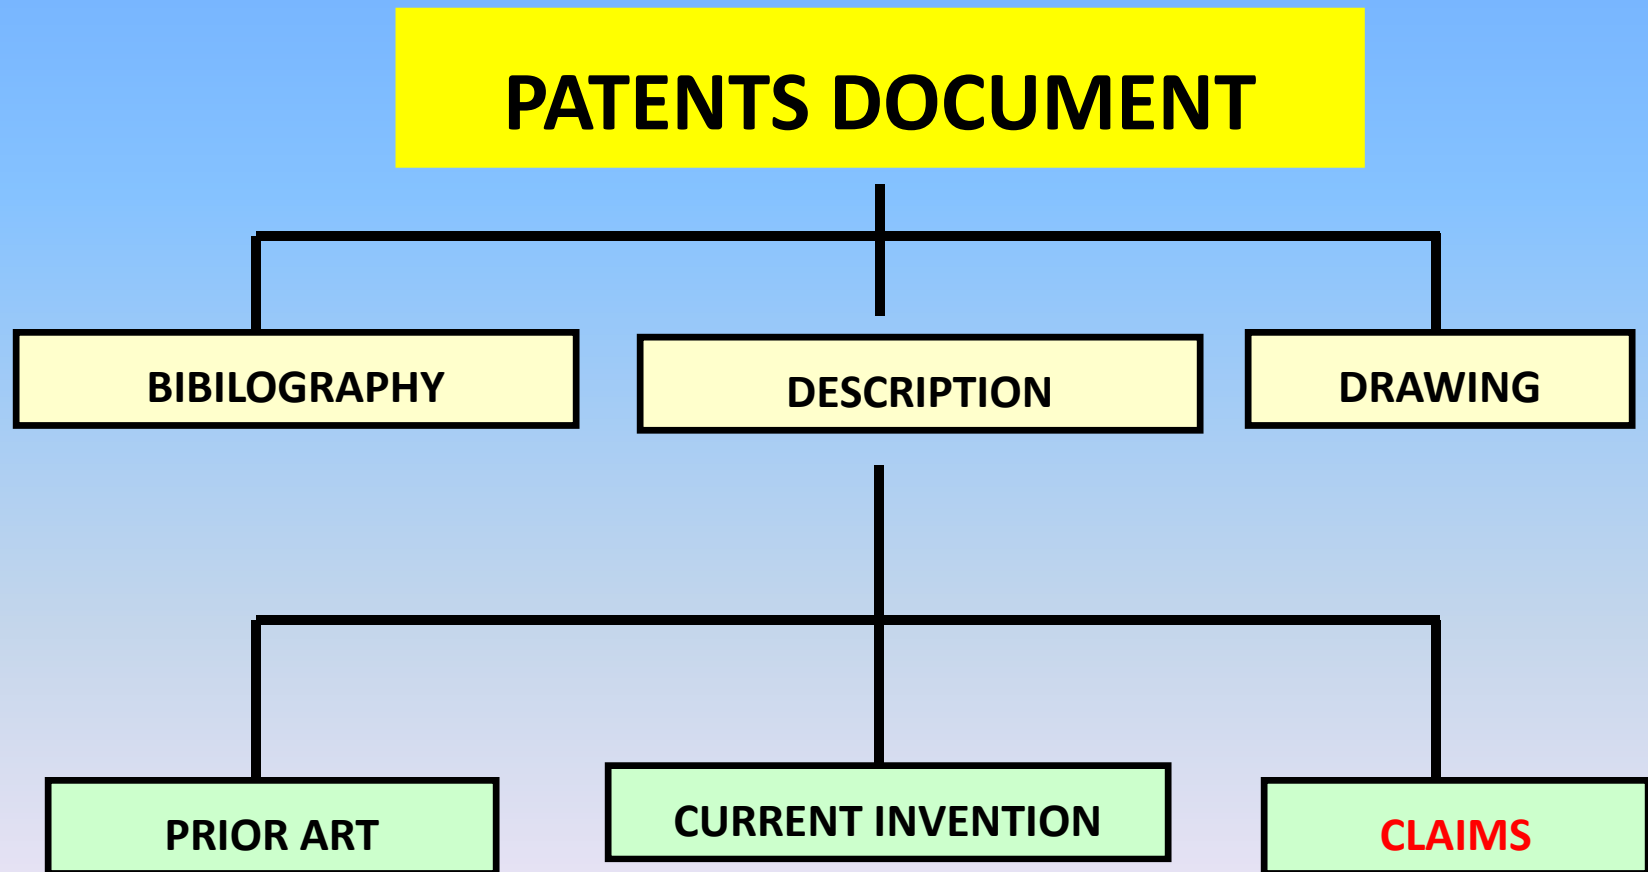 PATENTS DOCUMENT
BIBILOGRAPHY
DESCRIPTION
DRAWING
PRIOR ART
CURRENT INVENTION
CLAIMS